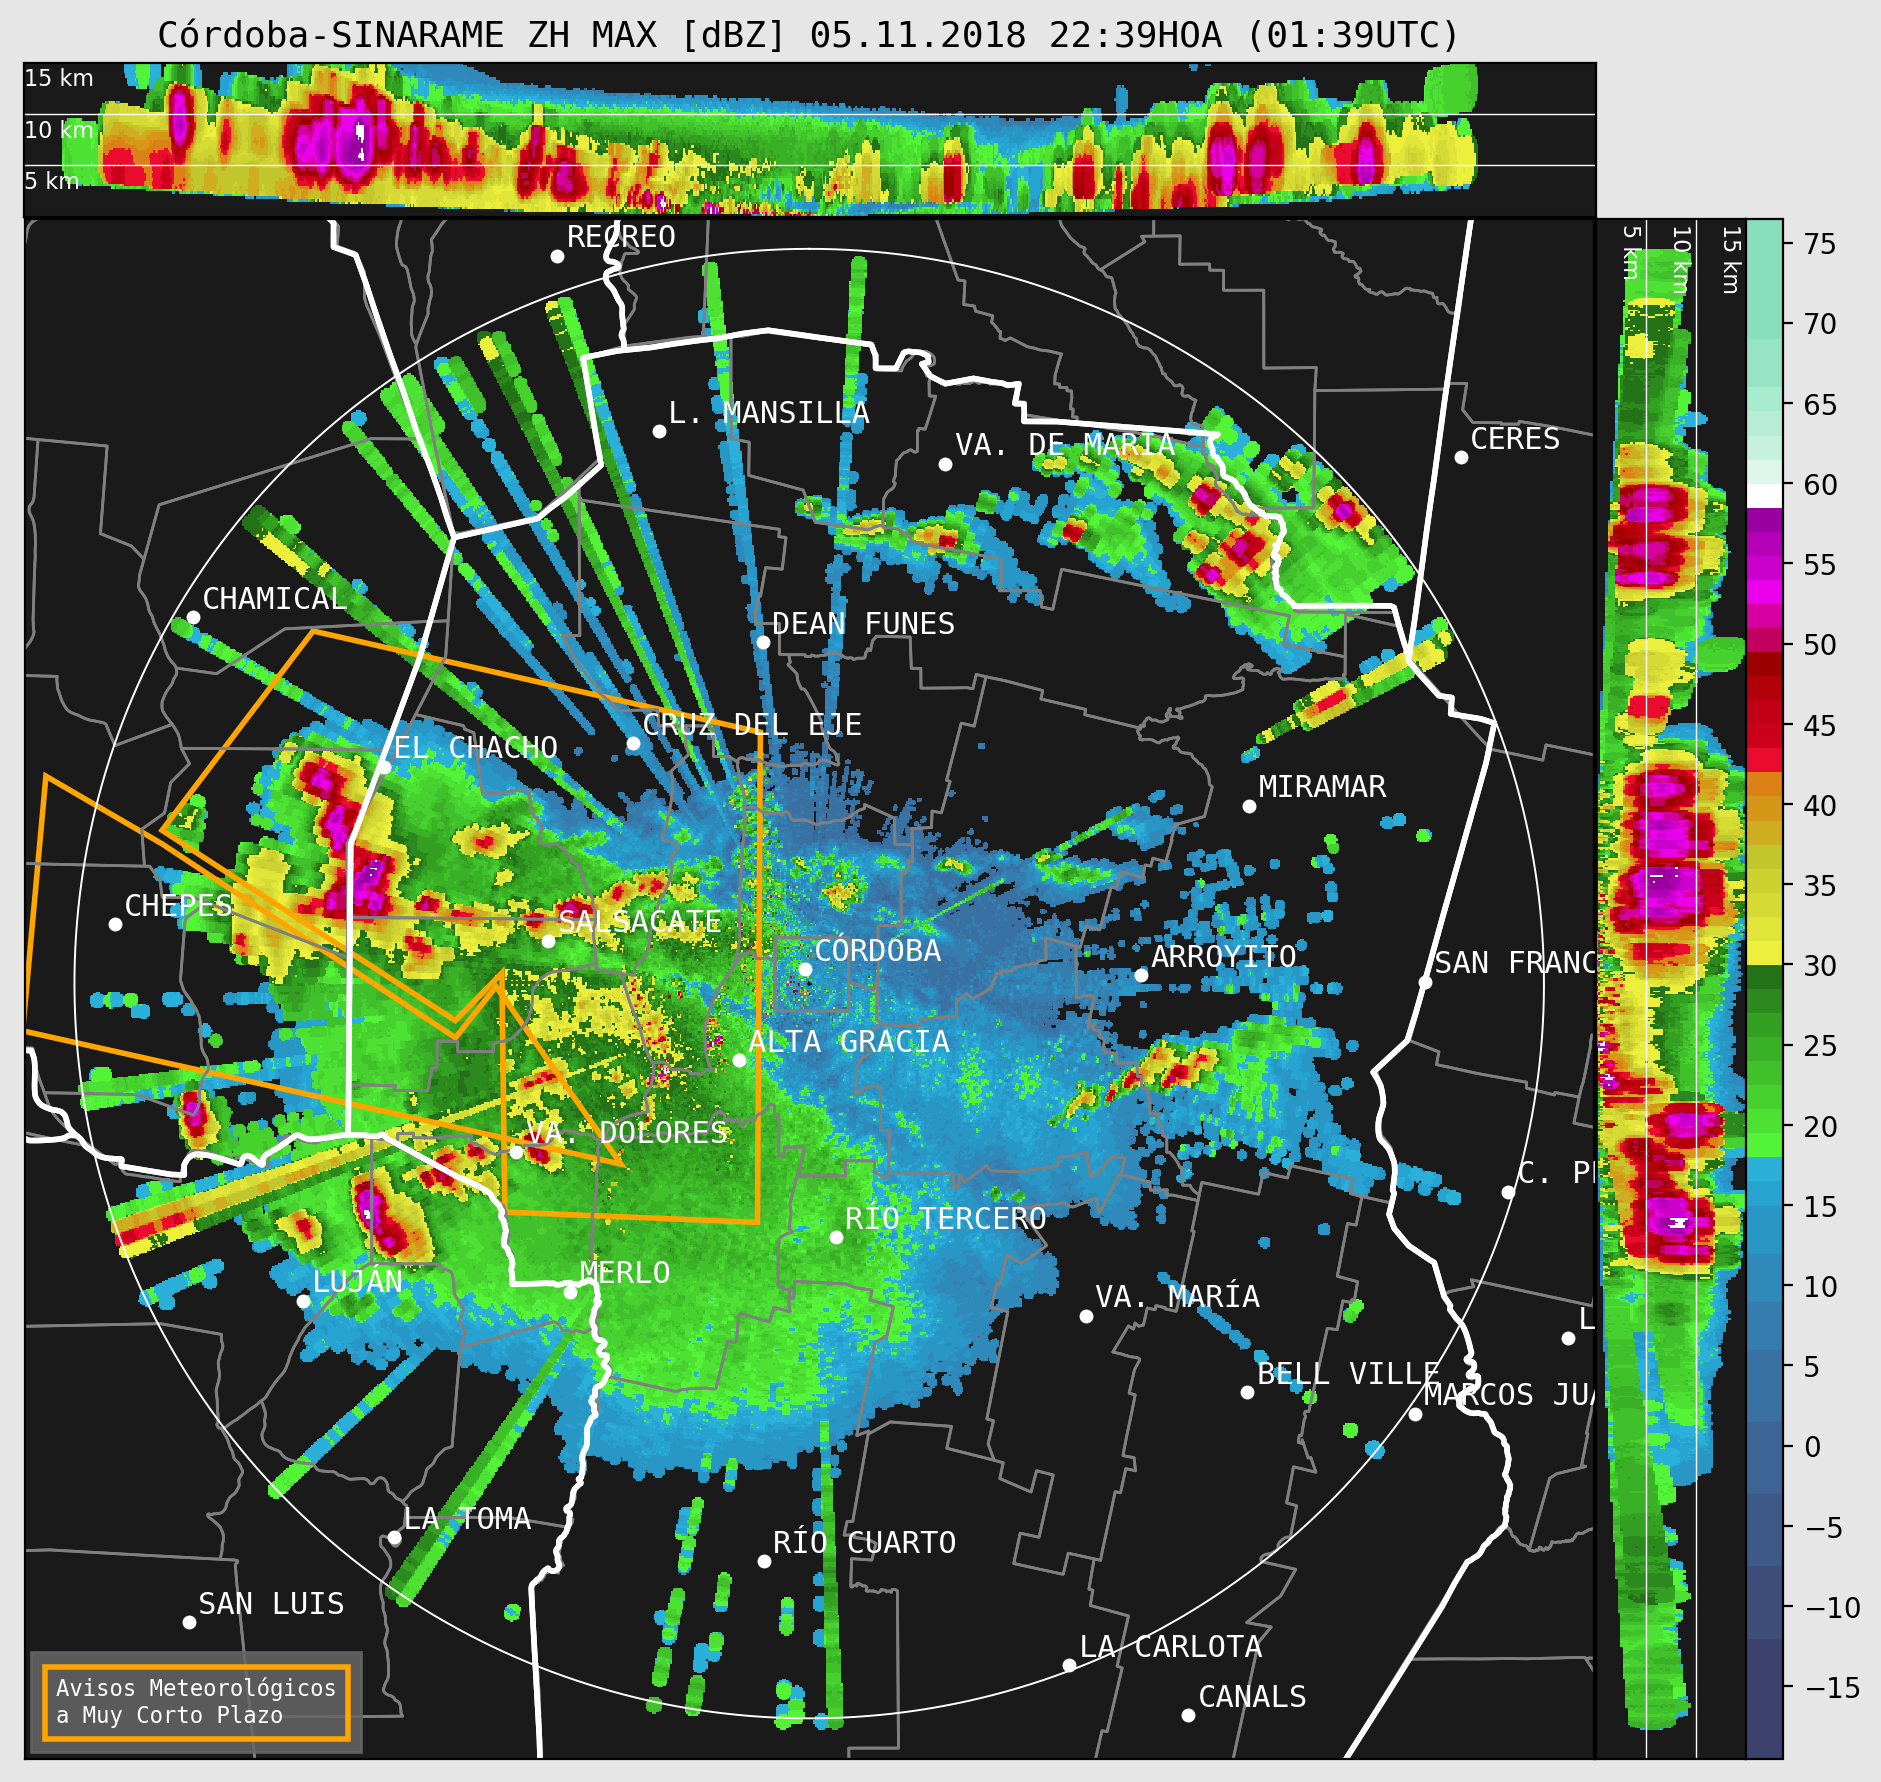 Córdoba-SINARAME ZH MAX [dBZ] 05.11.2018 22:39HOA (01:39UTC)
15 km
10 km
5 km
5 km
10 km
15 km
RECREO
L. MANSILLA
VA. DE MARÍA
CERES
CHAMICAL
DEAN FUNES
CRUZ DEL EJE
EL CHACHO
MIRAMAR
CHEPES
SALSACATE
CÓRDOBA
ARROYITO
SAN FRANC
ALTA GRACIA
VA. DOLORES
C. PE
RÍO TERCERO
LUJÁN
MERLO
VA. MARÍA
L
BELL VILLE
MARCOS JUA
LA TOMA
RÍO CUARTO
SAN LUIS
LA CARLOTA
CANALS
Avisos Meteorológicos
a Muy Corto Plazo
75
70
65
60
55
50
45
40
35
30
25
20
15
10
5
0
−5
−10
−15